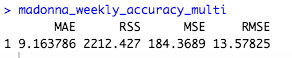 > madonna_weekly_accuracy_multi
MAE RSS MSE RMSE
1 9.163786 2212.427 184.3689 13.57825